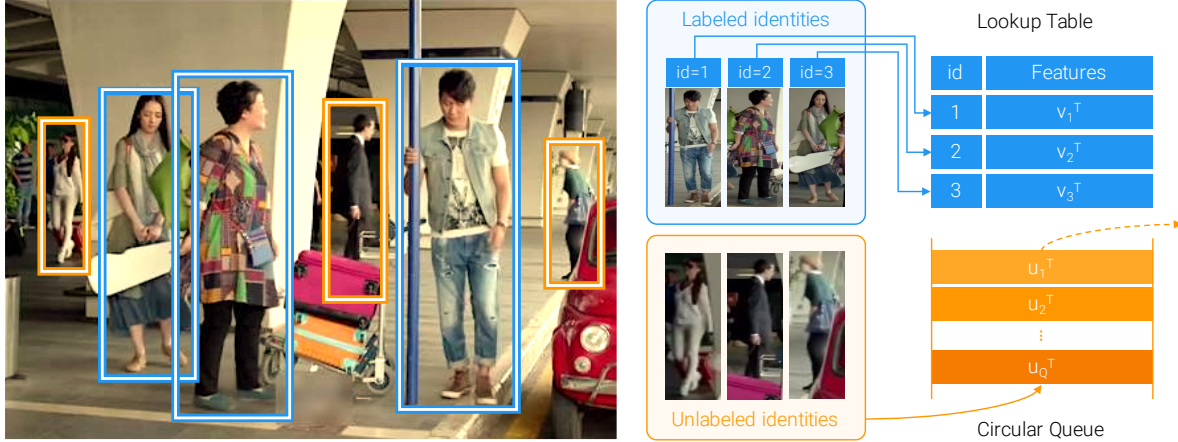 Labeled identities
id=1 id=2 id=3
Lookup Table
id Features
1 v₁ᵀ
2 v₂ᵀ
3 v₃ᵀ
Unlabeled identities
u₁ᵀ
u₂ᵀ
⋮
u_Qᵀ
Circular Queue